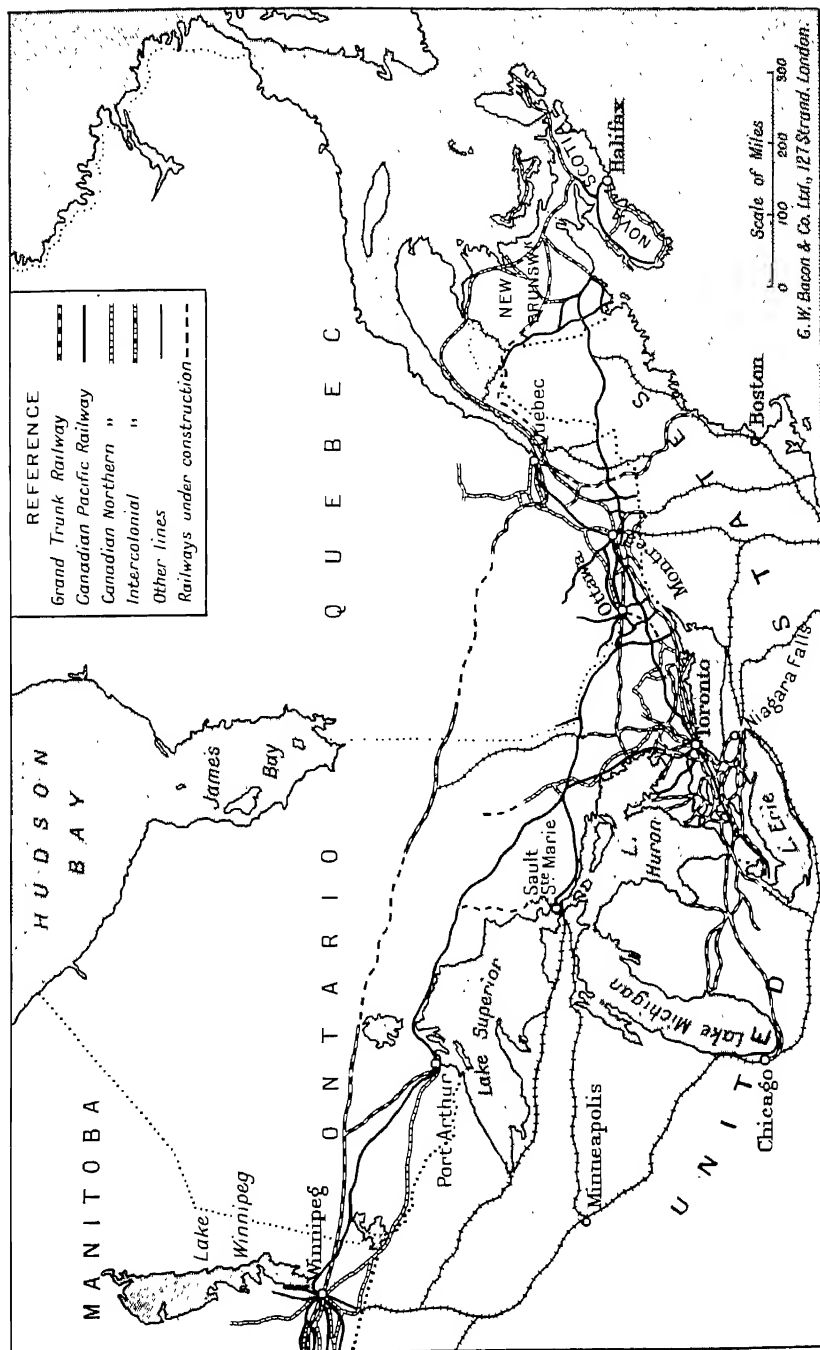 REFERENCE
Grand Trunk Railway
Canadian Pacific Railway
Canadian Northern "
Intercolonial "
Other lines
Railways under construction
HUDSON
BAY
James
Bay
MANITOBA
Lake
Winnipeg
Winnipeg
ONTARIO
QUEBEC
Port Arthur
Lake Superior
Sault
Ste Marie
L.
Huron
Lake Michigan
Minneapolis
Chicago
L. Erie
Toronto
Niagara Falls
Ottawa
Montreal
Quebec
NEW
BRUNSWK
NOVA
SCOTIA
Halifax
Boston
UNITED
STATES
Scale of Miles
0 100 200 300
G.W. Bacon & Co. Ltd., 127 Strand, London.